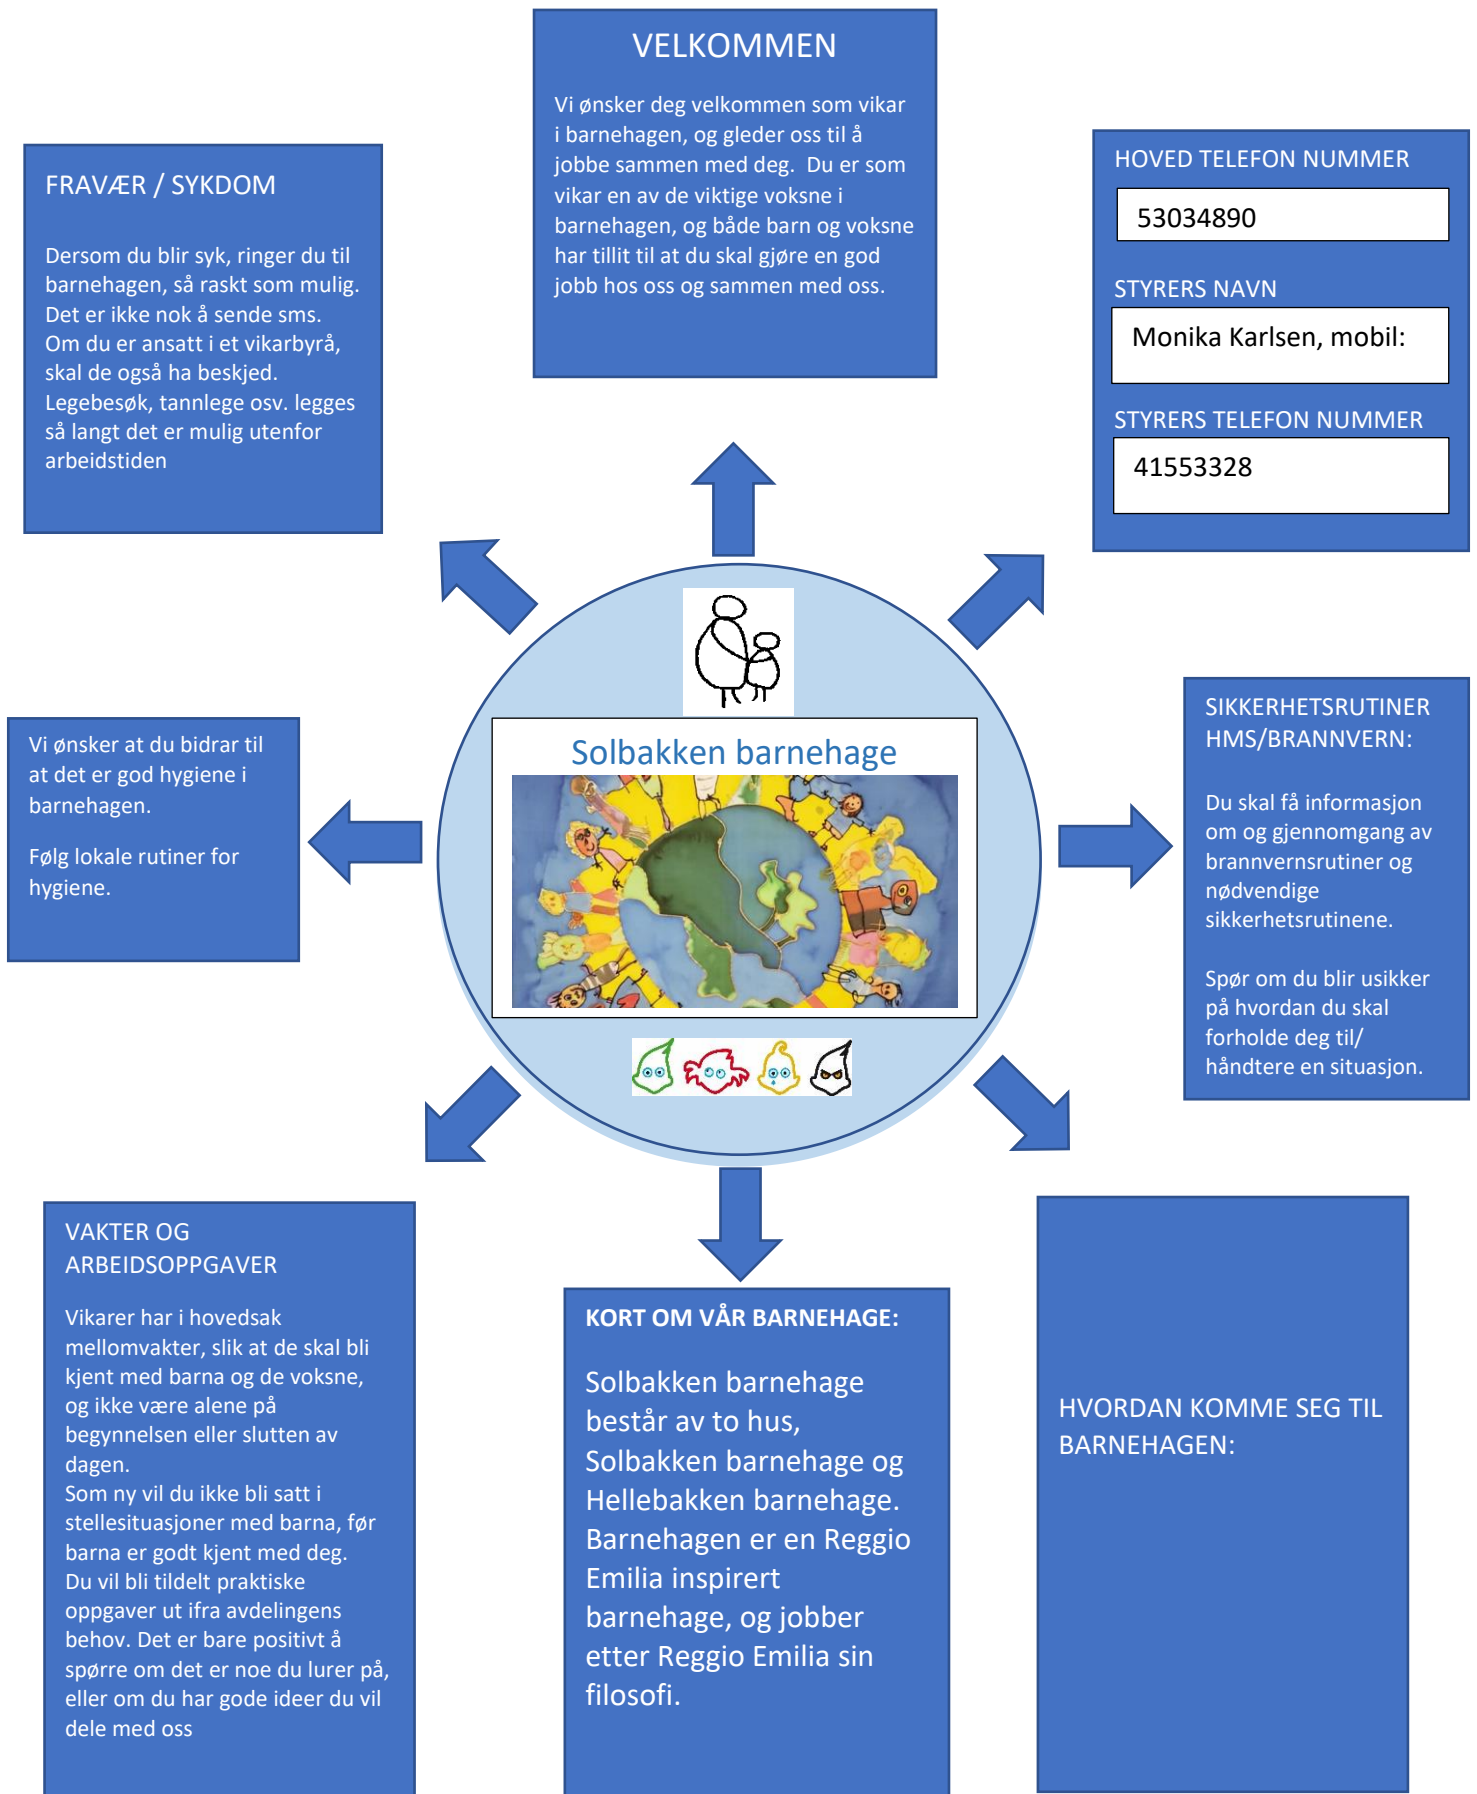 VELKOMMEN
Vi ønsker deg velkommen som vikar
i barnehagen, og gleder oss til å
jobbe sammen med deg.  Du er som
vikar en av de viktige voksne i
barnehagen, og både barn og voksne
har tillit til at du skal gjøre en god
jobb hos oss og sammen med oss.
FRAVÆR / SYKDOM
Dersom du blir syk, ringer du til
barnehagen, så raskt som mulig.
Det er ikke nok å sende sms.
Om du er ansatt i et vikarbyrå,
skal de også ha beskjed.
Legebesøk, tannlege osv. legges
så langt det er mulig utenfor
arbeidstiden
HOVED TELEFON NUMMER
53034890
STYRERS NAVN
Monika Karlsen, mobil:
STYRERS TELEFON NUMMER
41553328
Solbakken barnehage
Vi ønsker at du bidrar til
at det er god hygiene i
barnehagen.
Følg lokale rutiner for
hygiene.
SIKKERHETSRUTINER
HMS/BRANNVERN:
Du skal få informasjon
om og gjennomgang av
brannvernsrutiner og
nødvendige
sikkerhetsrutinene.
Spør om du blir usikker
på hvordan du skal
forholde deg til/
håndtere en situasjon.
VAKTER OG
ARBEIDSOPPGAVER
Vikarer har i hovedsak
mellomvakter, slik at de skal bli
kjent med barna og de voksne,
og ikke være alene på
begynnelsen eller slutten av
dagen.
Som ny vil du ikke bli satt i
stellesituasjoner med barna, før
barna er godt kjent med deg.
Du vil bli tildelt praktiske
oppgaver ut ifra avdelingens
behov. Det er bare positivt å
spørre om det er noe du lurer på,
eller om du har gode ideer du vil
dele med oss
KORT OM VÅR BARNEHAGE:
Solbakken barnehage
består av to hus,
Solbakken barnehage og
Hellebakken barnehage.
Barnehagen er en Reggio
Emilia inspirert
barnehage, og jobber
etter Reggio Emilia sin
filosofi.
HVORDAN KOMME SEG TIL
BARNEHAGEN: